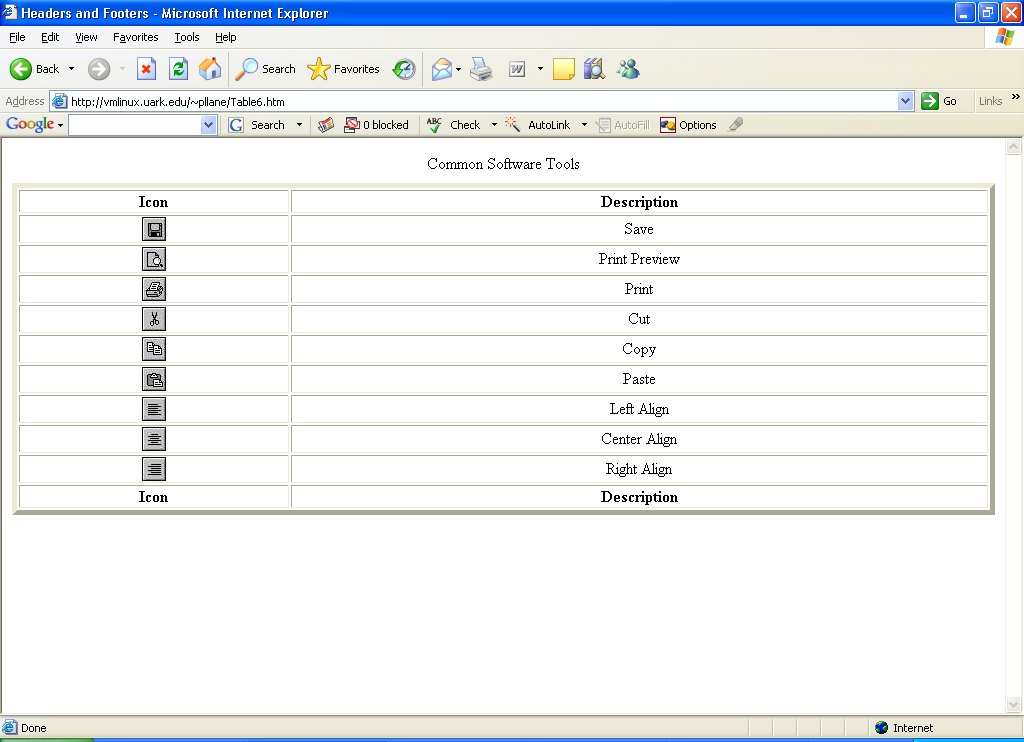 Headers and Footers - Microsoft Internet Explorer
File Edit View Favorites Tools Help
Back Search Favorites W
Address http://vmlinux.uark.edu/~pllane/Table6.htm Go Links »
Google G Search 0 blocked ABC Check AutoLink AutoFill Options
Common Software Tools
Icon Description
Save
Print Preview
Print
Cut
Copy
Paste
Left Align
Center Align
Right Align
Icon Description
Done Internet